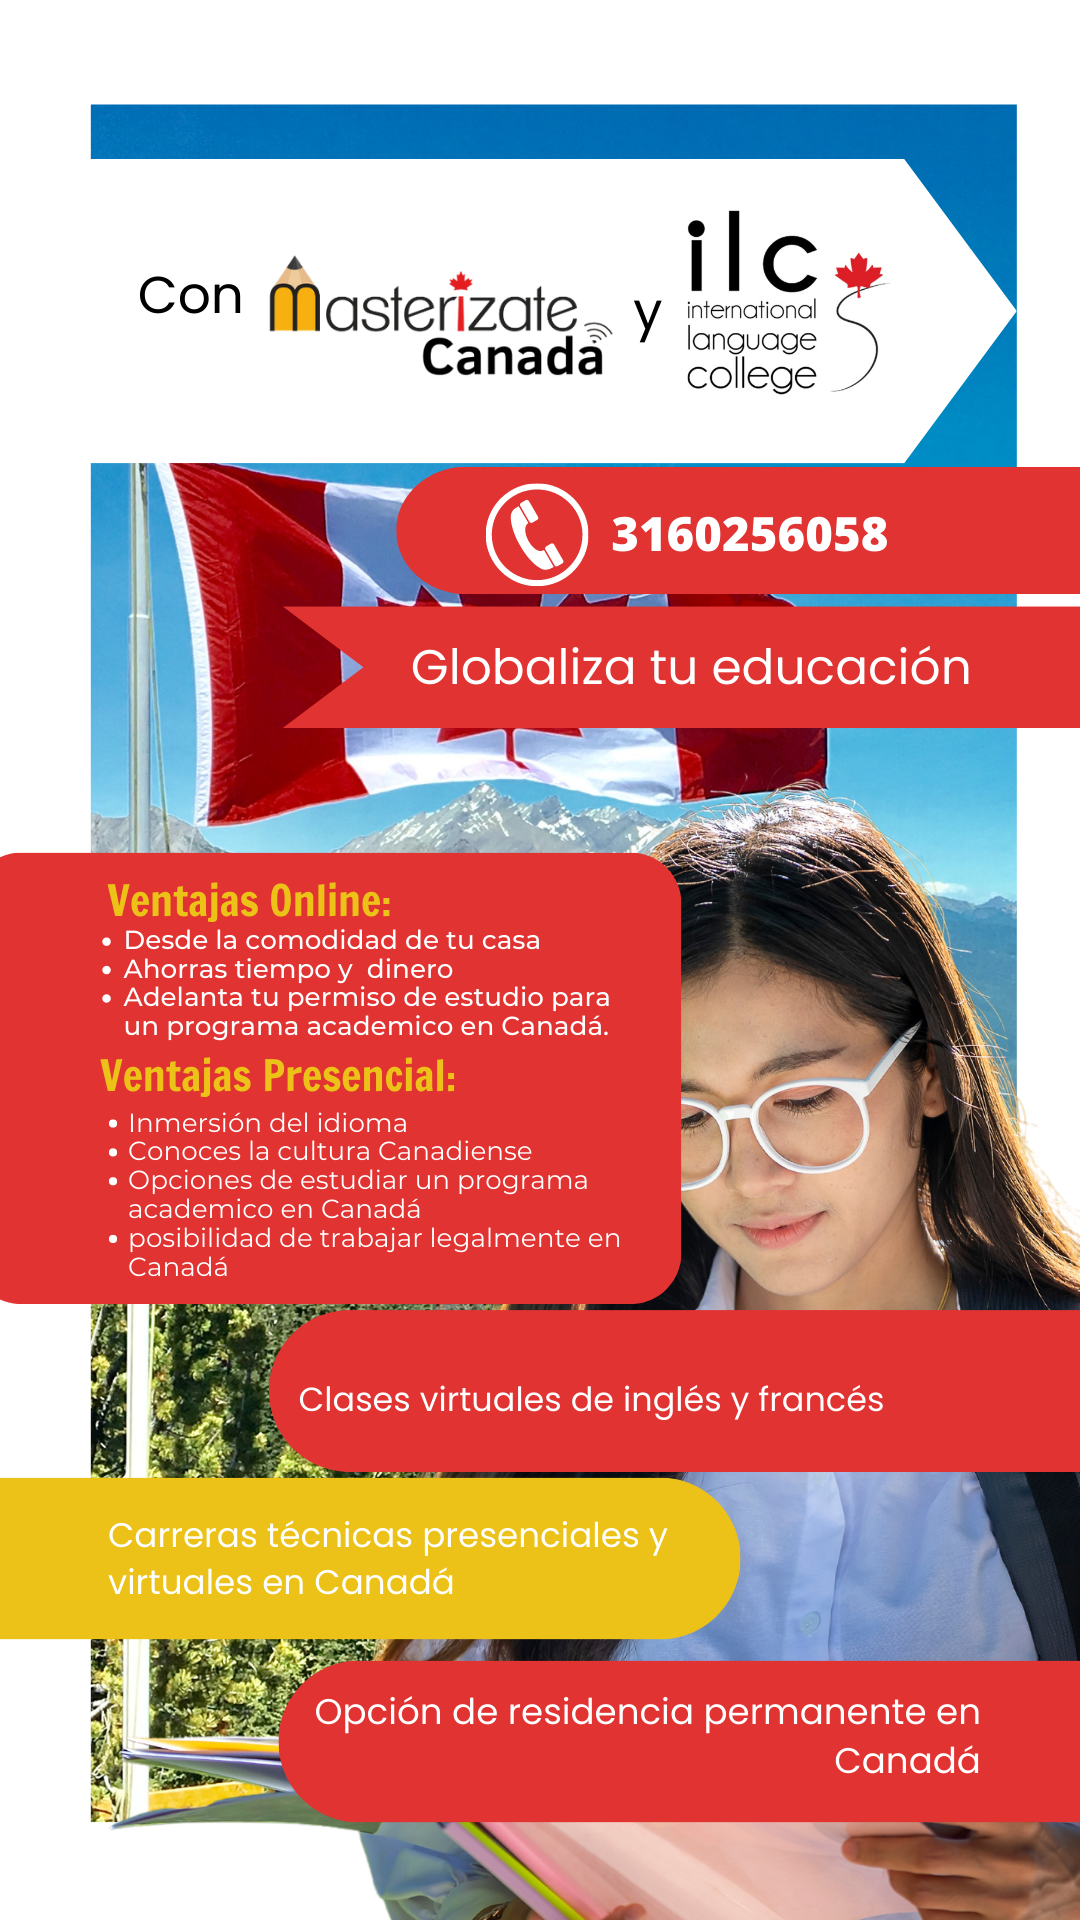 Con
masterizate
Canada
y
ilc
international
language
college
3160256058
Globaliza tu educación
Ventajas Online:
• Desde la comodidad de tu casa
• Ahorras tiempo y  dinero
• Adelanta tu permiso de estudio para
un programa academico en Canadá.
Ventajas Presencial:
• Inmersión del idioma
• Conoces la cultura Canadiense
• Opciones de estudiar un programa
academico en Canadá
• posibilidad de trabajar legalmente en
Canadá
Clases virtuales de inglés y francés
Carreras técnicas presenciales y
virtuales en Canadá
Opción de residencia permanente en
Canadá